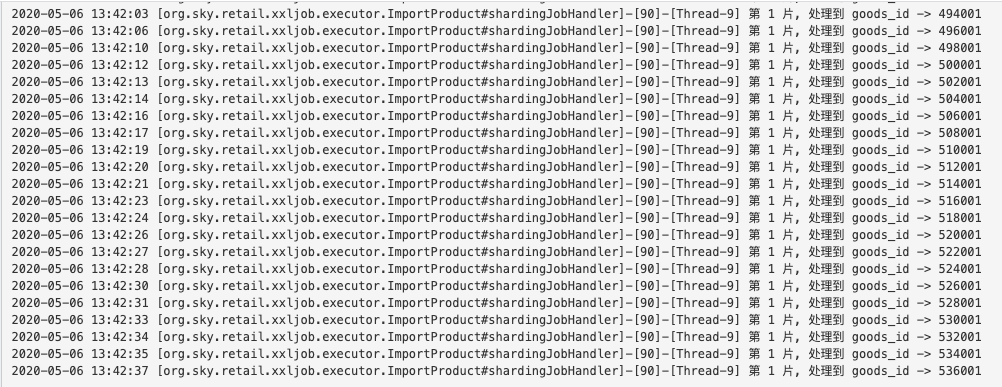 2020-05-06 13:42:03 [org.sky.retail.xxljob.executor.ImportProduct#shardingJobHandler]-[90]-[Thread-9] 第 1 片, 处理到 goods_id -> 494001
2020-05-06 13:42:06 [org.sky.retail.xxljob.executor.ImportProduct#shardingJobHandler]-[90]-[Thread-9] 第 1 片, 处理到 goods_id -> 496001
2020-05-06 13:42:10 [org.sky.retail.xxljob.executor.ImportProduct#shardingJobHandler]-[90]-[Thread-9] 第 1 片, 处理到 goods_id -> 498001
2020-05-06 13:42:12 [org.sky.retail.xxljob.executor.ImportProduct#shardingJobHandler]-[90]-[Thread-9] 第 1 片, 处理到 goods_id -> 500001
2020-05-06 13:42:13 [org.sky.retail.xxljob.executor.ImportProduct#shardingJobHandler]-[90]-[Thread-9] 第 1 片, 处理到 goods_id -> 502001
2020-05-06 13:42:14 [org.sky.retail.xxljob.executor.ImportProduct#shardingJobHandler]-[90]-[Thread-9] 第 1 片, 处理到 goods_id -> 504001
2020-05-06 13:42:16 [org.sky.retail.xxljob.executor.ImportProduct#shardingJobHandler]-[90]-[Thread-9] 第 1 片, 处理到 goods_id -> 506001
2020-05-06 13:42:17 [org.sky.retail.xxljob.executor.ImportProduct#shardingJobHandler]-[90]-[Thread-9] 第 1 片, 处理到 goods_id -> 508001
2020-05-06 13:42:19 [org.sky.retail.xxljob.executor.ImportProduct#shardingJobHandler]-[90]-[Thread-9] 第 1 片, 处理到 goods_id -> 510001
2020-05-06 13:42:20 [org.sky.retail.xxljob.executor.ImportProduct#shardingJobHandler]-[90]-[Thread-9] 第 1 片, 处理到 goods_id -> 512001
2020-05-06 13:42:21 [org.sky.retail.xxljob.executor.ImportProduct#shardingJobHandler]-[90]-[Thread-9] 第 1 片, 处理到 goods_id -> 514001
2020-05-06 13:42:23 [org.sky.retail.xxljob.executor.ImportProduct#shardingJobHandler]-[90]-[Thread-9] 第 1 片, 处理到 goods_id -> 516001
2020-05-06 13:42:24 [org.sky.retail.xxljob.executor.ImportProduct#shardingJobHandler]-[90]-[Thread-9] 第 1 片, 处理到 goods_id -> 518001
2020-05-06 13:42:26 [org.sky.retail.xxljob.executor.ImportProduct#shardingJobHandler]-[90]-[Thread-9] 第 1 片, 处理到 goods_id -> 520001
2020-05-06 13:42:27 [org.sky.retail.xxljob.executor.ImportProduct#shardingJobHandler]-[90]-[Thread-9] 第 1 片, 处理到 goods_id -> 522001
2020-05-06 13:42:28 [org.sky.retail.xxljob.executor.ImportProduct#shardingJobHandler]-[90]-[Thread-9] 第 1 片, 处理到 goods_id -> 524001
2020-05-06 13:42:30 [org.sky.retail.xxljob.executor.ImportProduct#shardingJobHandler]-[90]-[Thread-9] 第 1 片, 处理到 goods_id -> 526001
2020-05-06 13:42:31 [org.sky.retail.xxljob.executor.ImportProduct#shardingJobHandler]-[90]-[Thread-9] 第 1 片, 处理到 goods_id -> 528001
2020-05-06 13:42:33 [org.sky.retail.xxljob.executor.ImportProduct#shardingJobHandler]-[90]-[Thread-9] 第 1 片, 处理到 goods_id -> 530001
2020-05-06 13:42:34 [org.sky.retail.xxljob.executor.ImportProduct#shardingJobHandler]-[90]-[Thread-9] 第 1 片, 处理到 goods_id -> 532001
2020-05-06 13:42:35 [org.sky.retail.xxljob.executor.ImportProduct#shardingJobHandler]-[90]-[Thread-9] 第 1 片, 处理到 goods_id -> 534001
2020-05-06 13:42:37 [org.sky.retail.xxljob.executor.ImportProduct#shardingJobHandler]-[90]-[Thread-9] 第 1 片, 处理到 goods_id -> 536001